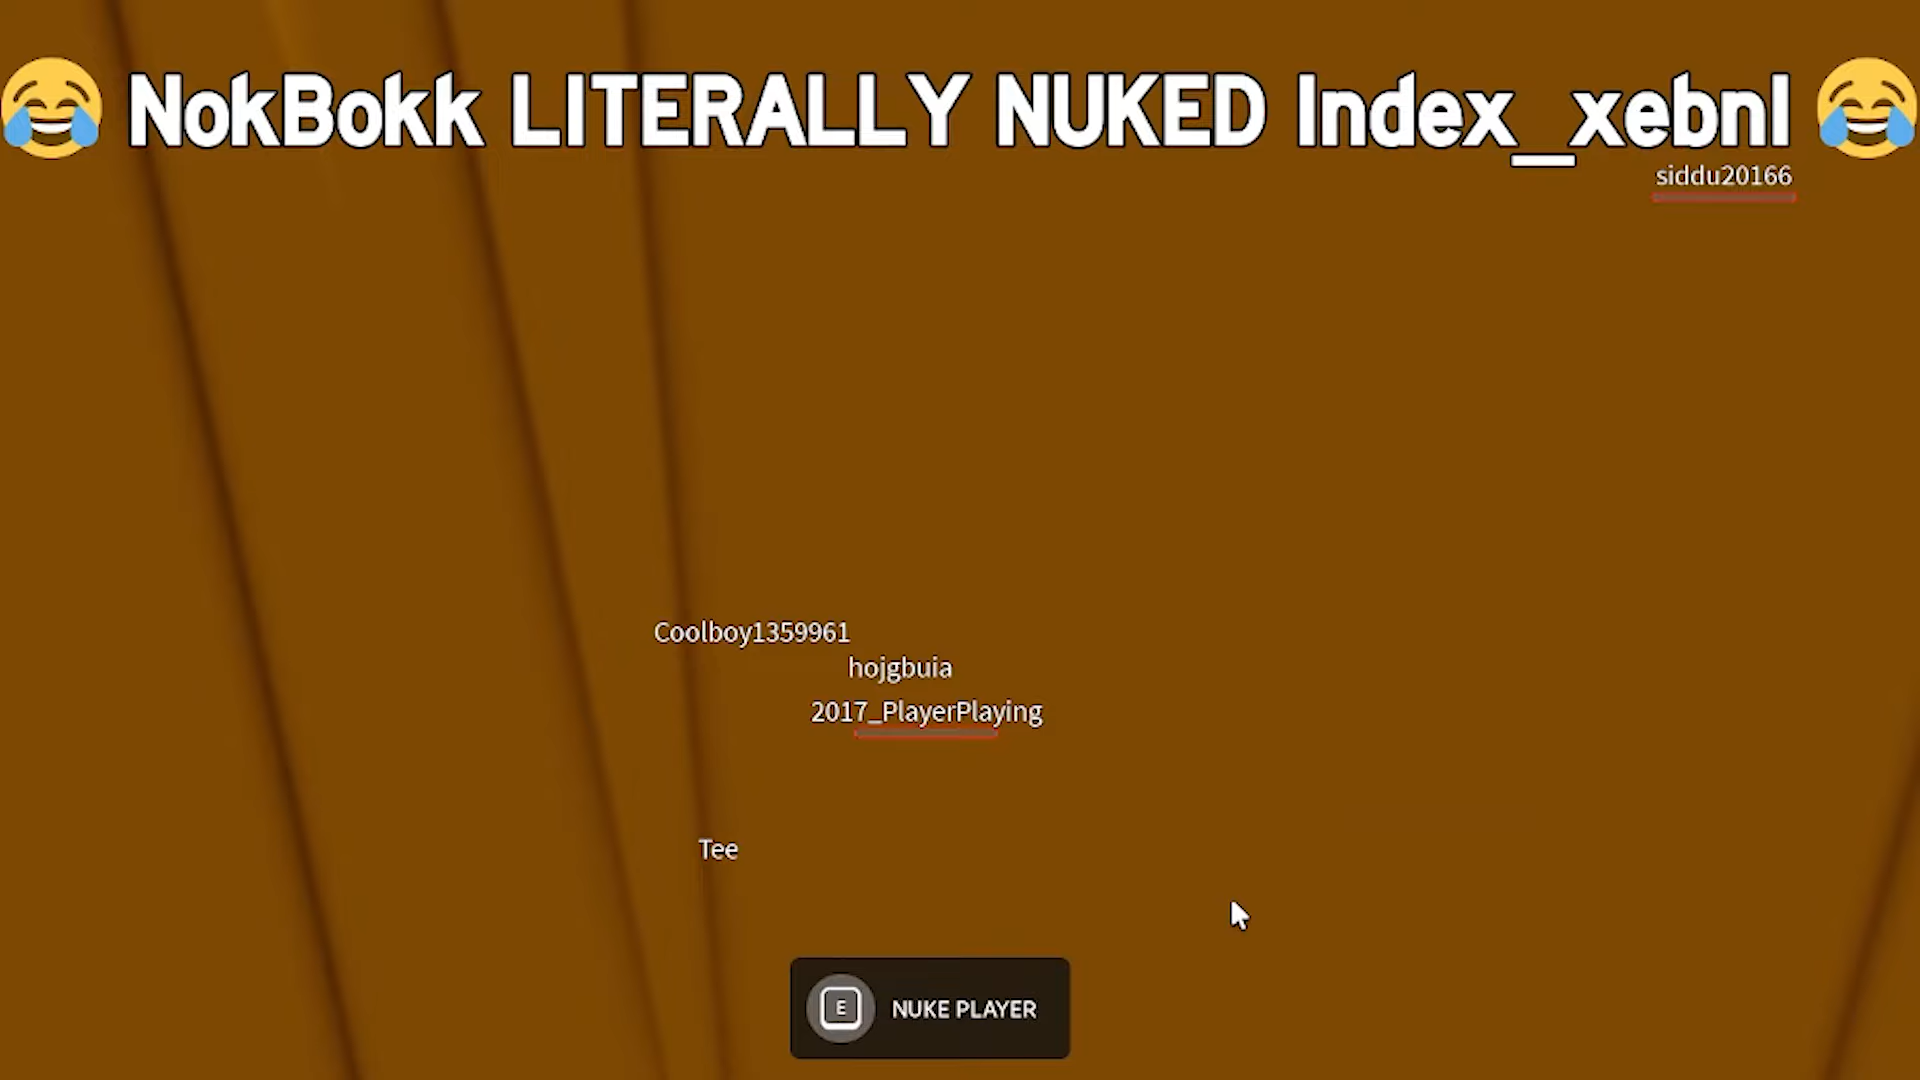 😂 NokBokk LITERALLY NUKED Index_xebnl 😂
siddu20166
Coolboy1359961
hojgbuia
2017_PlayerPlaying
Tee
E NUKE PLAYER